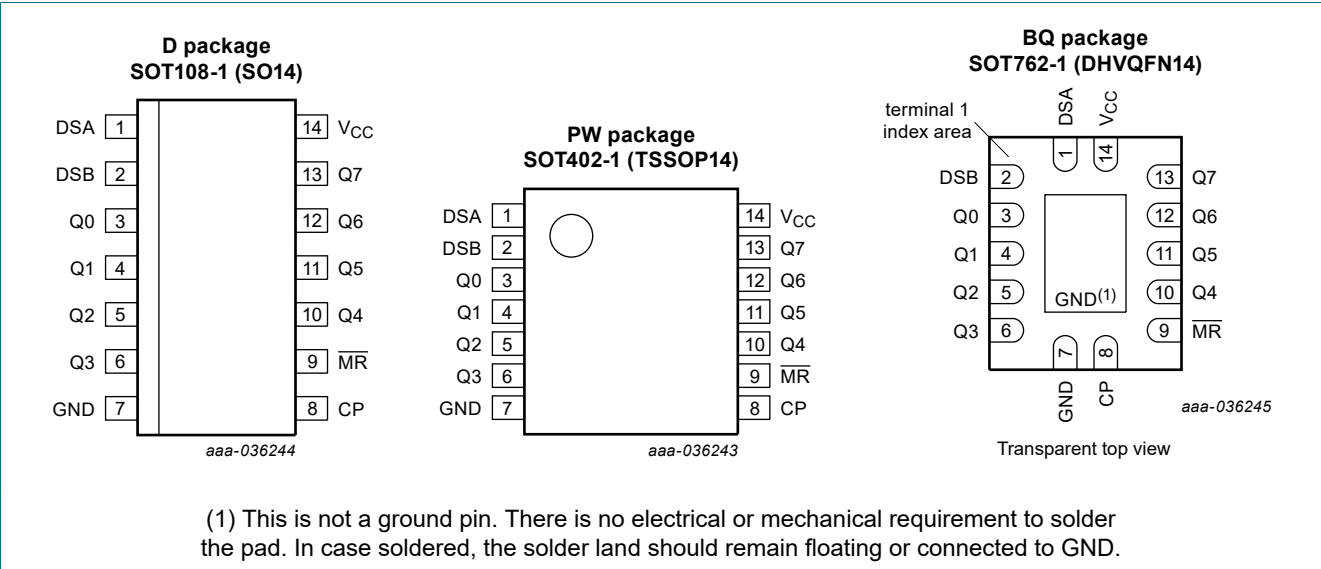 D package
SOT108-1 (SO14)
DSA 1
14 VCC
DSB 2
13 Q7
Q0 3
12 Q6
Q1 4
11 Q5
Q2 5
10 Q4
Q3 6
9 MR
GND 7
8 CP
aaa-036244
PW package
SOT402-1 (TSSOP14)
DSA 1
14 VCC
DSB 2
13 Q7
Q0 3
12 Q6
Q1 4
11 Q5
Q2 5
10 Q4
Q3 6
9 MR
GND 7
8 CP
aaa-036243
BQ package
SOT762-1 (DHVQFN14)
terminal 1
index area
DSA
VCC
1
14
DSB 2
13 Q7
Q0 3
12 Q6
Q1 4
11 Q5
Q2 5
10 Q4
GND(1)
Q3 6
9 MR
7
8
GND
CP
aaa-036245
Transparent top view
(1) This is not a ground pin. There is no electrical or mechanical requirement to solder
the pad. In case soldered, the solder land should remain floating or connected to GND.